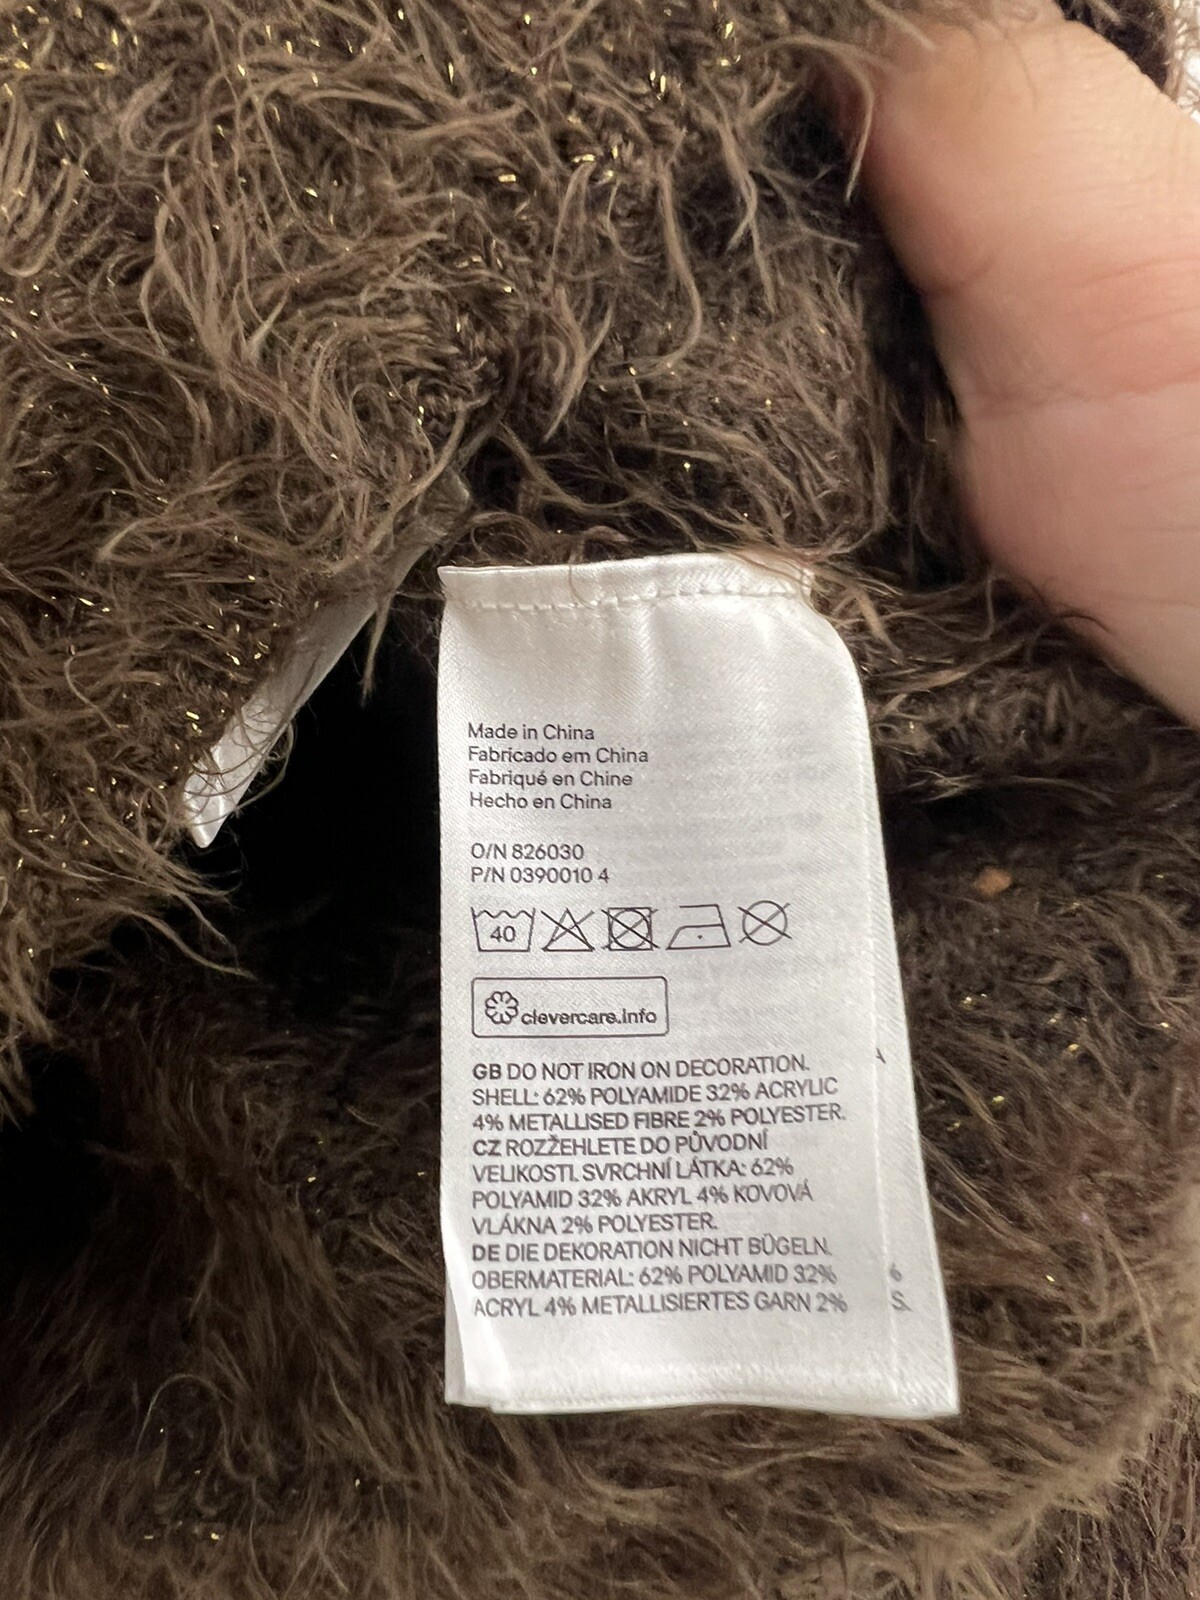 Made in China
Fabricado em China
Fabriqué en Chine
Hecho en China
O/N 826030
P/N 0390010 4
40
clevercare.info
GB DO NOT IRON ON DECORATION.
SHELL: 62% POLYAMIDE 32% ACRYLIC
4% METALLISED FIBRE 2% POLYESTER.
CZ ROZŽEHLETE DO PŮVODNÍ
VELIKOSTI. SVRCHNÍ LÁTKA: 62%
POLYAMID 32% AKRYL 4% KOVOVÁ
VLÁKNA 2% POLYESTER.
DE DIE DEKORATION NICHT BÜGELN.
OBERMATERIAL: 62% POLYAMID 32%
ACRYL 4% METALLISIERTES GARN 2%